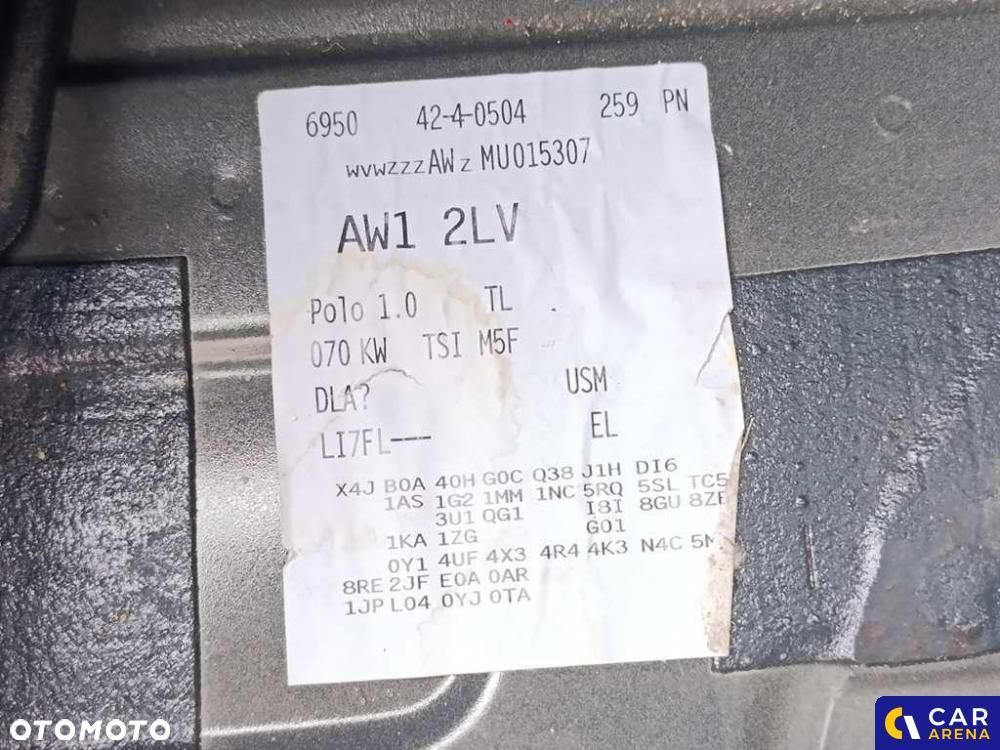 6950 42-4-0504 259 PN
WVWZZZAWZMU015307
AW1 2LV
Polo 1.0 TL
070 KW TSI M5F
DLA? USM
LI7FL--- EL
X4J B0A 40H G0C Q38 J1H DI6
1AS 1G2 1MM 1NC 5RQ 5SL TC5
3U1 QG1 I8I 8GU
1KA 1ZG G01
0Y1 4UF 4X3 4R4 4K3 N4C
8RE 2JF E0A 0AR
1JP L04 0YJ 0TA
OTOMOTO
CAR
ARENA